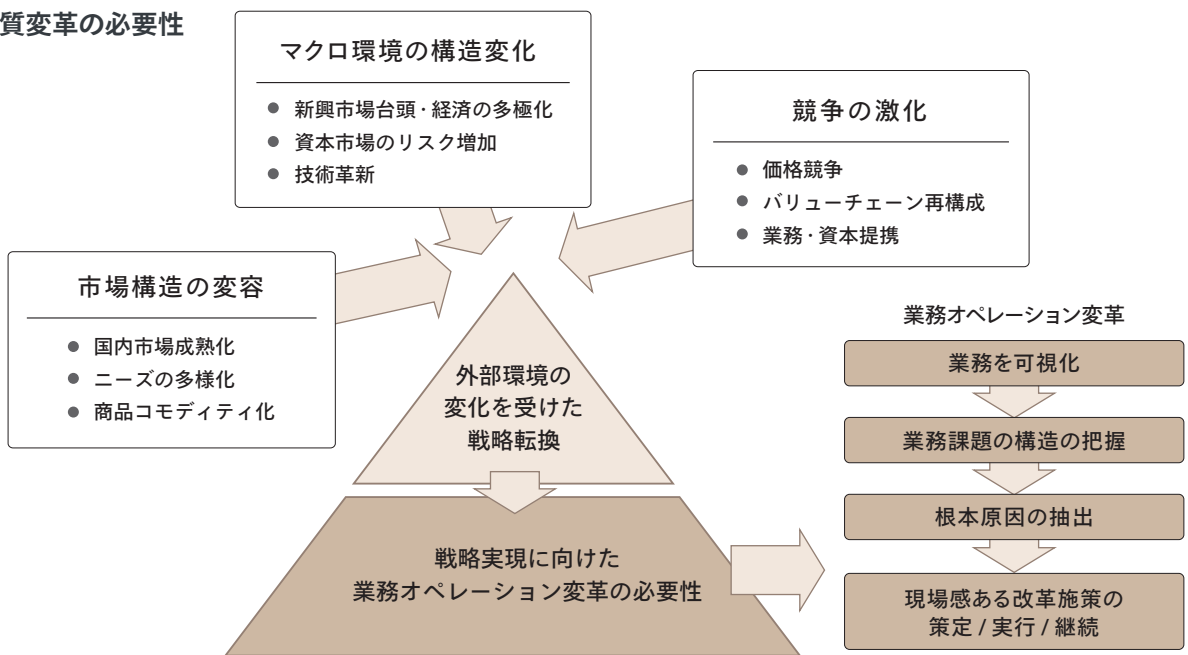 質変革の必要性
マクロ環境の構造変化
● 新興市場台頭・経済の多極化
● 資本市場のリスク増加
● 技術革新
競争の激化
● 価格競争
● バリューチェーン再構成
● 業務・資本提携
市場構造の変容
● 国内市場成熟化
● ニーズの多様化
● 商品コモディティ化
外部環境の
変化を受けた
戦略転換
戦略実現に向けた
業務オペレーション変革の必要性
業務オペレーション変革
業務を可視化
業務課題の構造の把握
根本原因の抽出
現場感ある改革施策の
策定 / 実行 / 継続